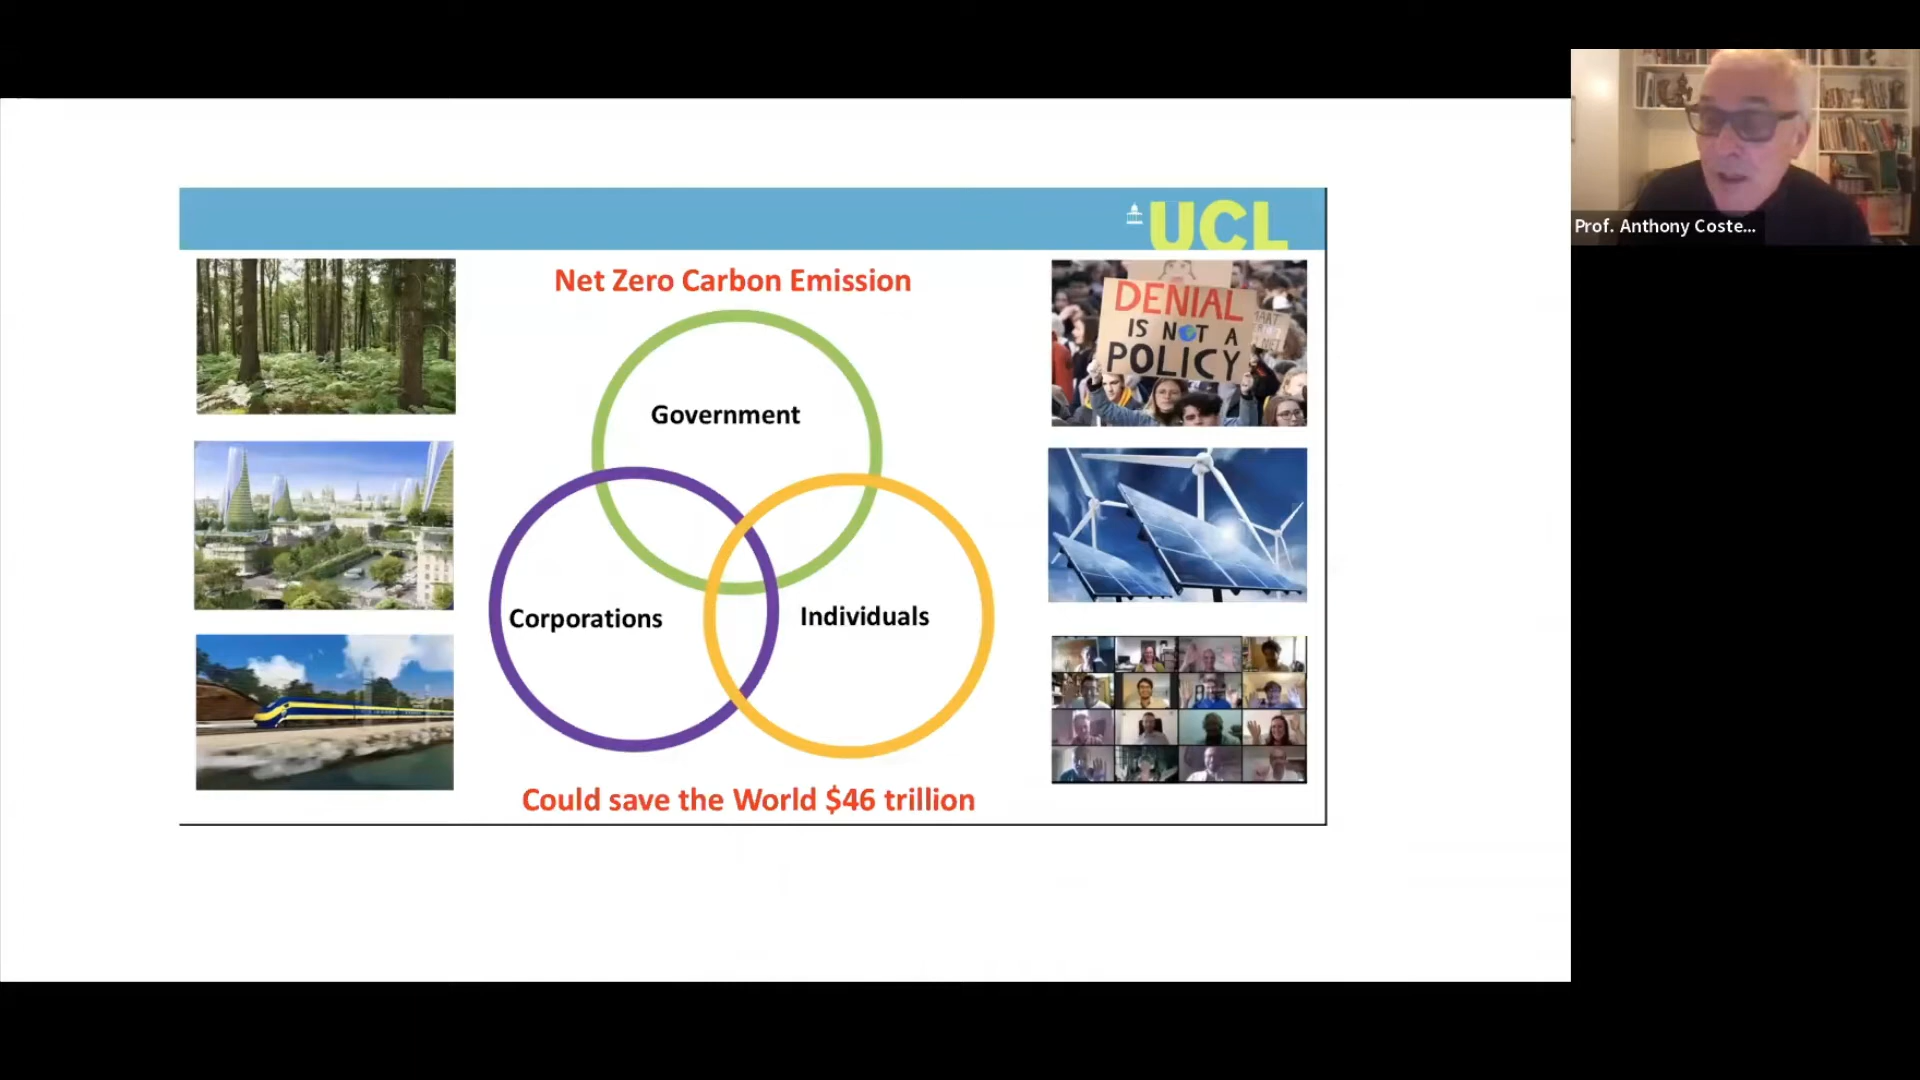 UCL
Net Zero Carbon Emission
Government
Corporations
Individuals
Could save the World $46 trillion
DENIAL
IS NOT A
POLICY
Prof. Anthony Coste...